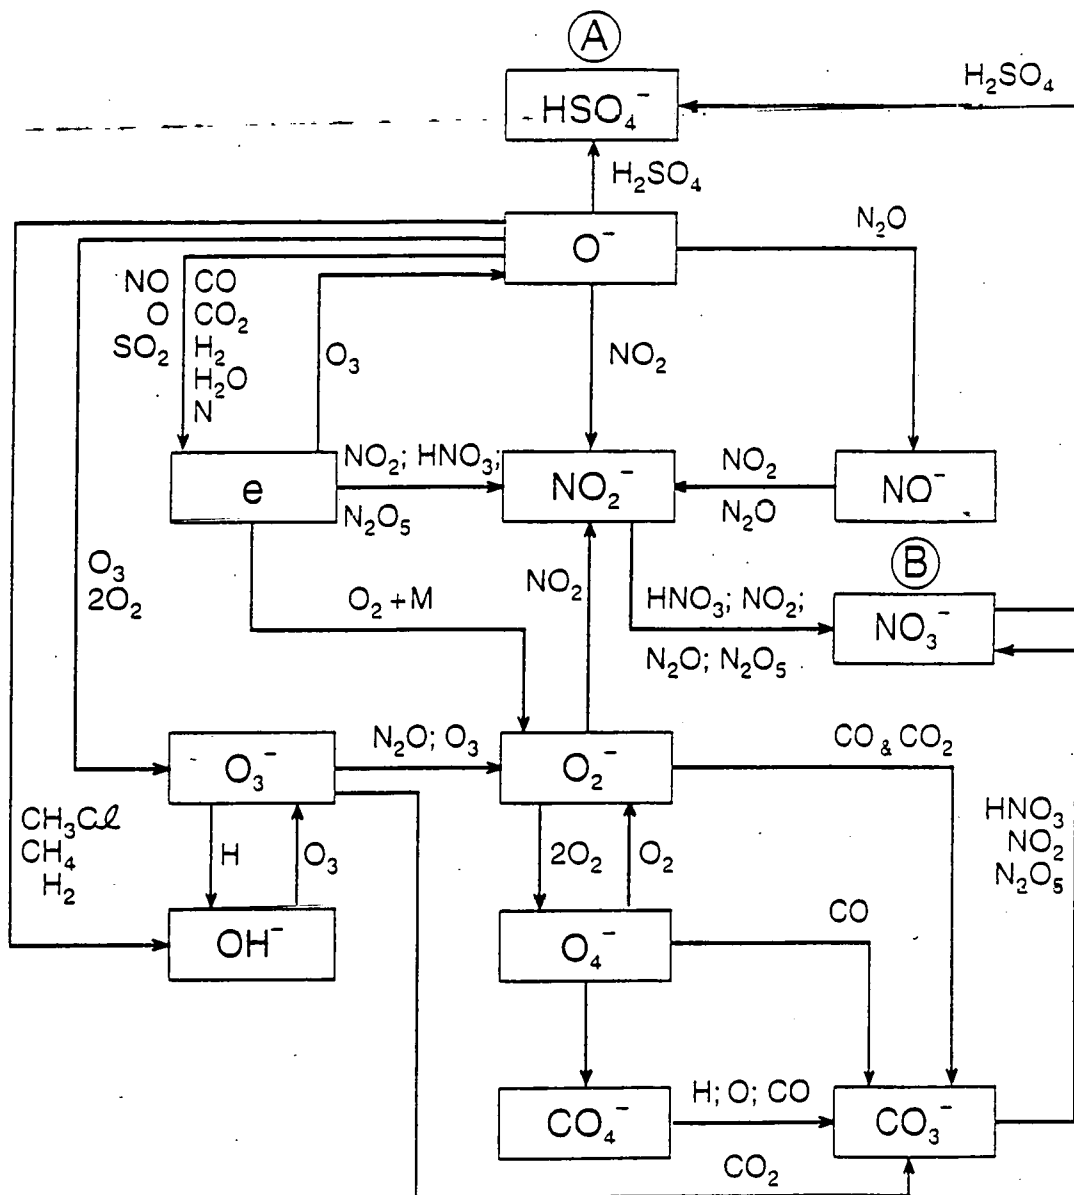 A
HSO₄⁻
H₂SO₄
H₂SO₄
O⁻
N₂O
NO CO
O CO₂
SO₂ H₂
H₂O
N
O₃
NO₂
e
NO₂; HNO₃;
N₂O₅
NO₂⁻
NO₂
N₂O
NO⁻
B
O₃
2O₂
O₂ + M
NO₂
HNO₃; NO₂;
N₂O; N₂O₅
NO₃⁻
O₃⁻
N₂O; O₃
O₂⁻
CO & CO₂
CH₃Cl
CH₄
H₂
H
O₃
2O₂
O₂
HNO₃
NO₂
N₂O₅
OH⁻
O₄⁻
CO
CO₄⁻
H; O; CO
CO₃⁻
CO₂